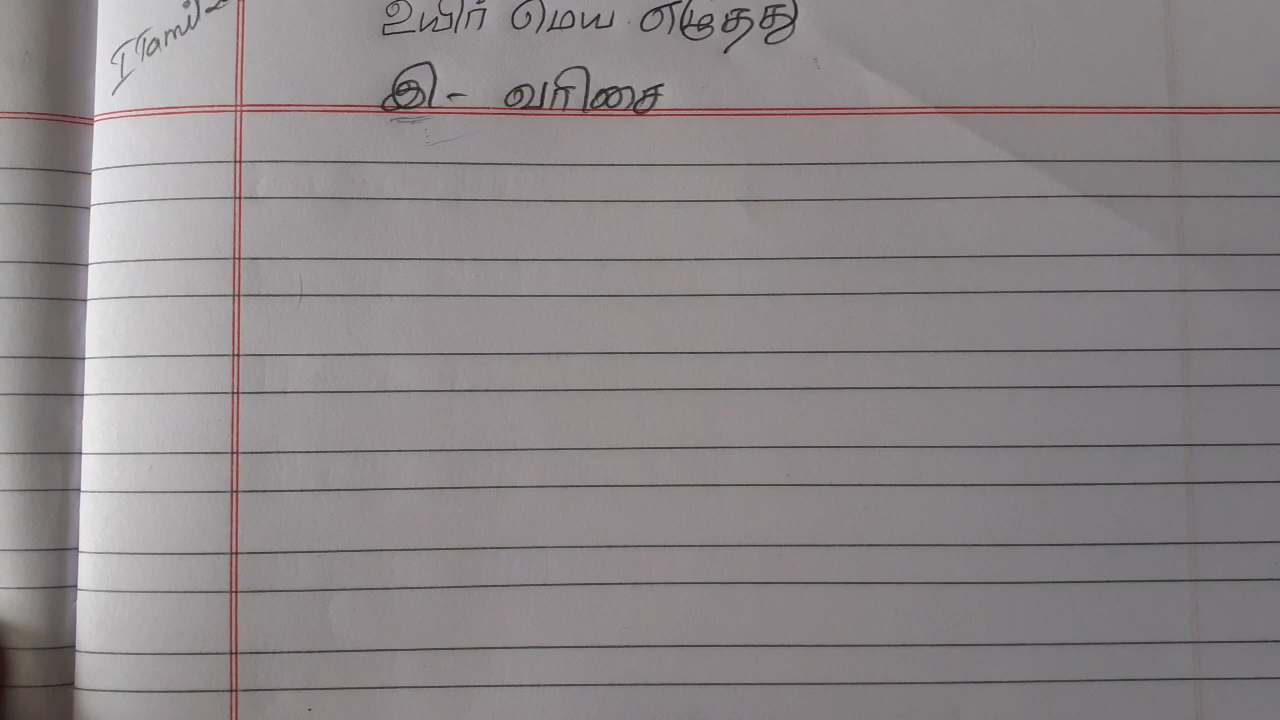 I Tamil
உயிர் மெய் எழுத்து
இ - வரிசை